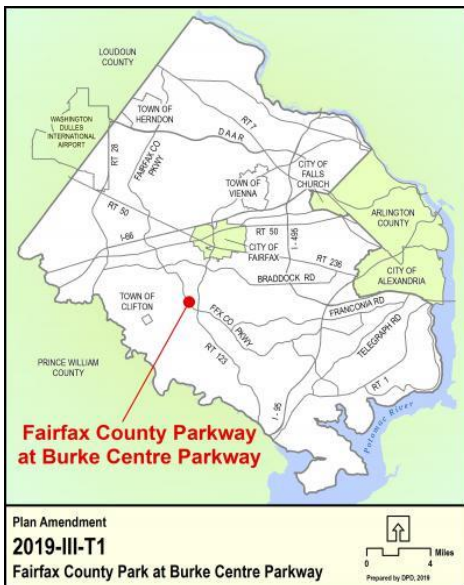 LOUDOUN
COUNTY
WASHINGTON
DULLES
INTERNATIONAL
AIRPORT
TOWN OF
HERNDON
RT 7
DAAR
RT 28
FAIRFAX CO
PKWY
TOWN OF
VIENNA
CITY OF
FALLS
CHURCH
ARLINGTON
COUNTY
RT 50
I-66
RT 50
I - 495
CITY OF
FAIRFAX
RT 236
BRADDOCK RD
CITY OF
ALEXANDRIA
TOWN OF
CLIFTON
FFX CO
PKWY
FRANCONIA RD
TELEGRAPH RD
PRINCE WILLIAM
COUNTY
RT 123
I - 95
RT 1
Potomac River
Fairfax County Parkway
at Burke Centre Parkway
Plan Amendment
2019-III-T1
Fairfax County Park at Burke Centre Parkway
Miles
0 4
Prepared by DPD, 2019